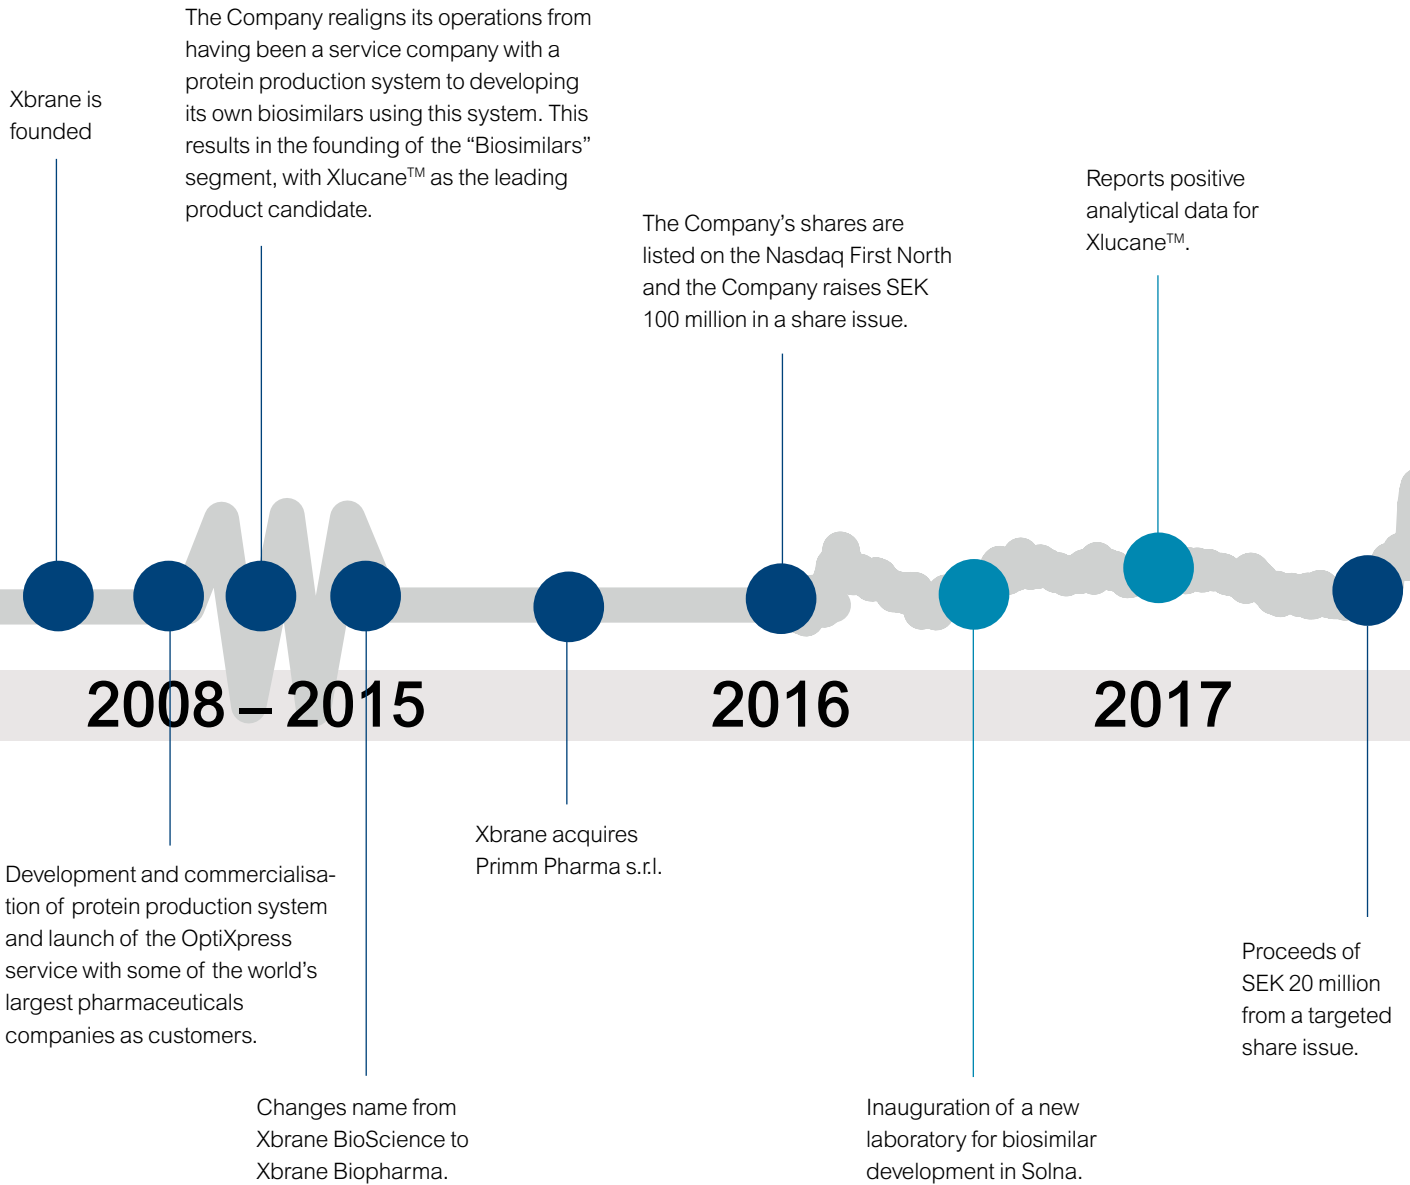 Xbrane is
founded
The Company realigns its operations from
having been a service company with a
protein production system to developing
its own biosimilars using this system. This
results in the founding of the “Biosimilars”
segment, with Xlucane™ as the leading
product candidate.
The Company’s shares are
listed on the Nasdaq First North
and the Company raises SEK
100 million in a share issue.
Reports positive
analytical data for
Xlucane™.
2008 – 2015
2016
2017
Development and commercialisa-
tion of protein production system
and launch of the OptiXpress
service with some of the world’s
largest pharmaceuticals
companies as customers.
Changes name from
Xbrane BioScience to
Xbrane Biopharma.
Xbrane acquires
Primm Pharma s.r.l.
Inauguration of a new
laboratory for biosimilar
development in Solna.
Proceeds of
SEK 20 million
from a targeted
share issue.